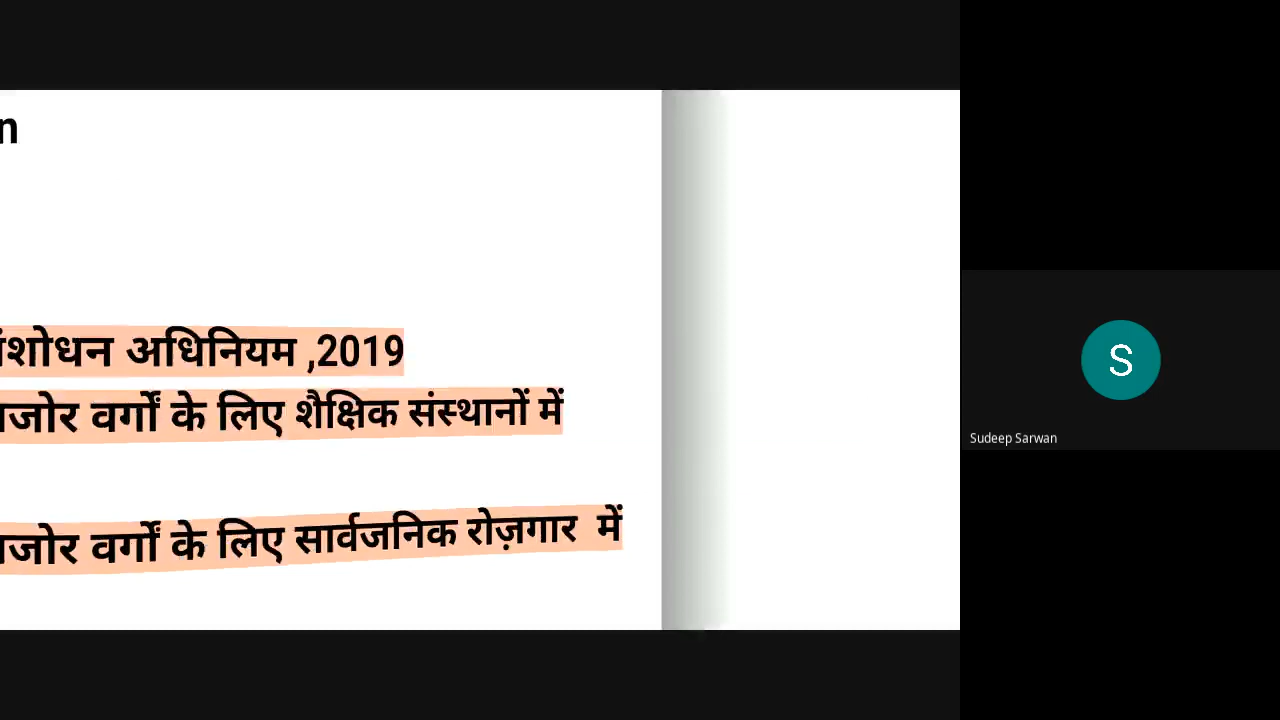 n
ंशोधन अधिनियम ,2019
जोर वर्गों के लिए शैक्षिक संस्थानों में
जोर वर्गों के लिए सार्वजनिक रोज़गार में
S
Sudeep Sarwan